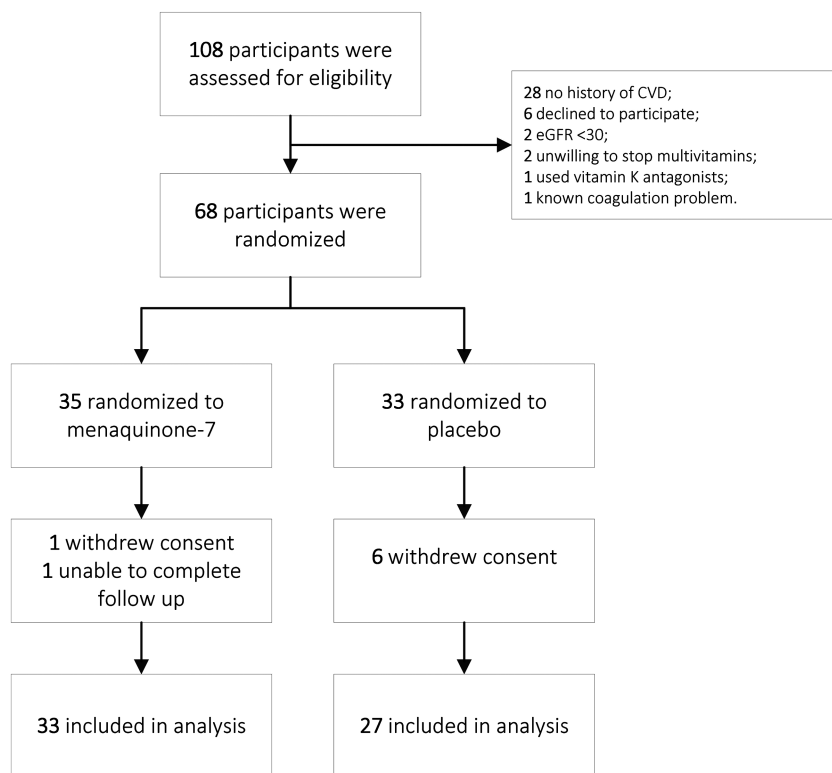 108 participants were
assessed for eligibility
28 no history of CVD;
6 declined to participate;
2 eGFR <30;
2 unwilling to stop multivitamins;
1 used vitamin K antagonists;
1 known coagulation problem.
68 participants were
randomized
35 randomized to
menaquinone-7
33 randomized to
placebo
1 withdrew consent
1 unable to complete
follow up
6 withdrew consent
33 included in analysis
27 included in analysis